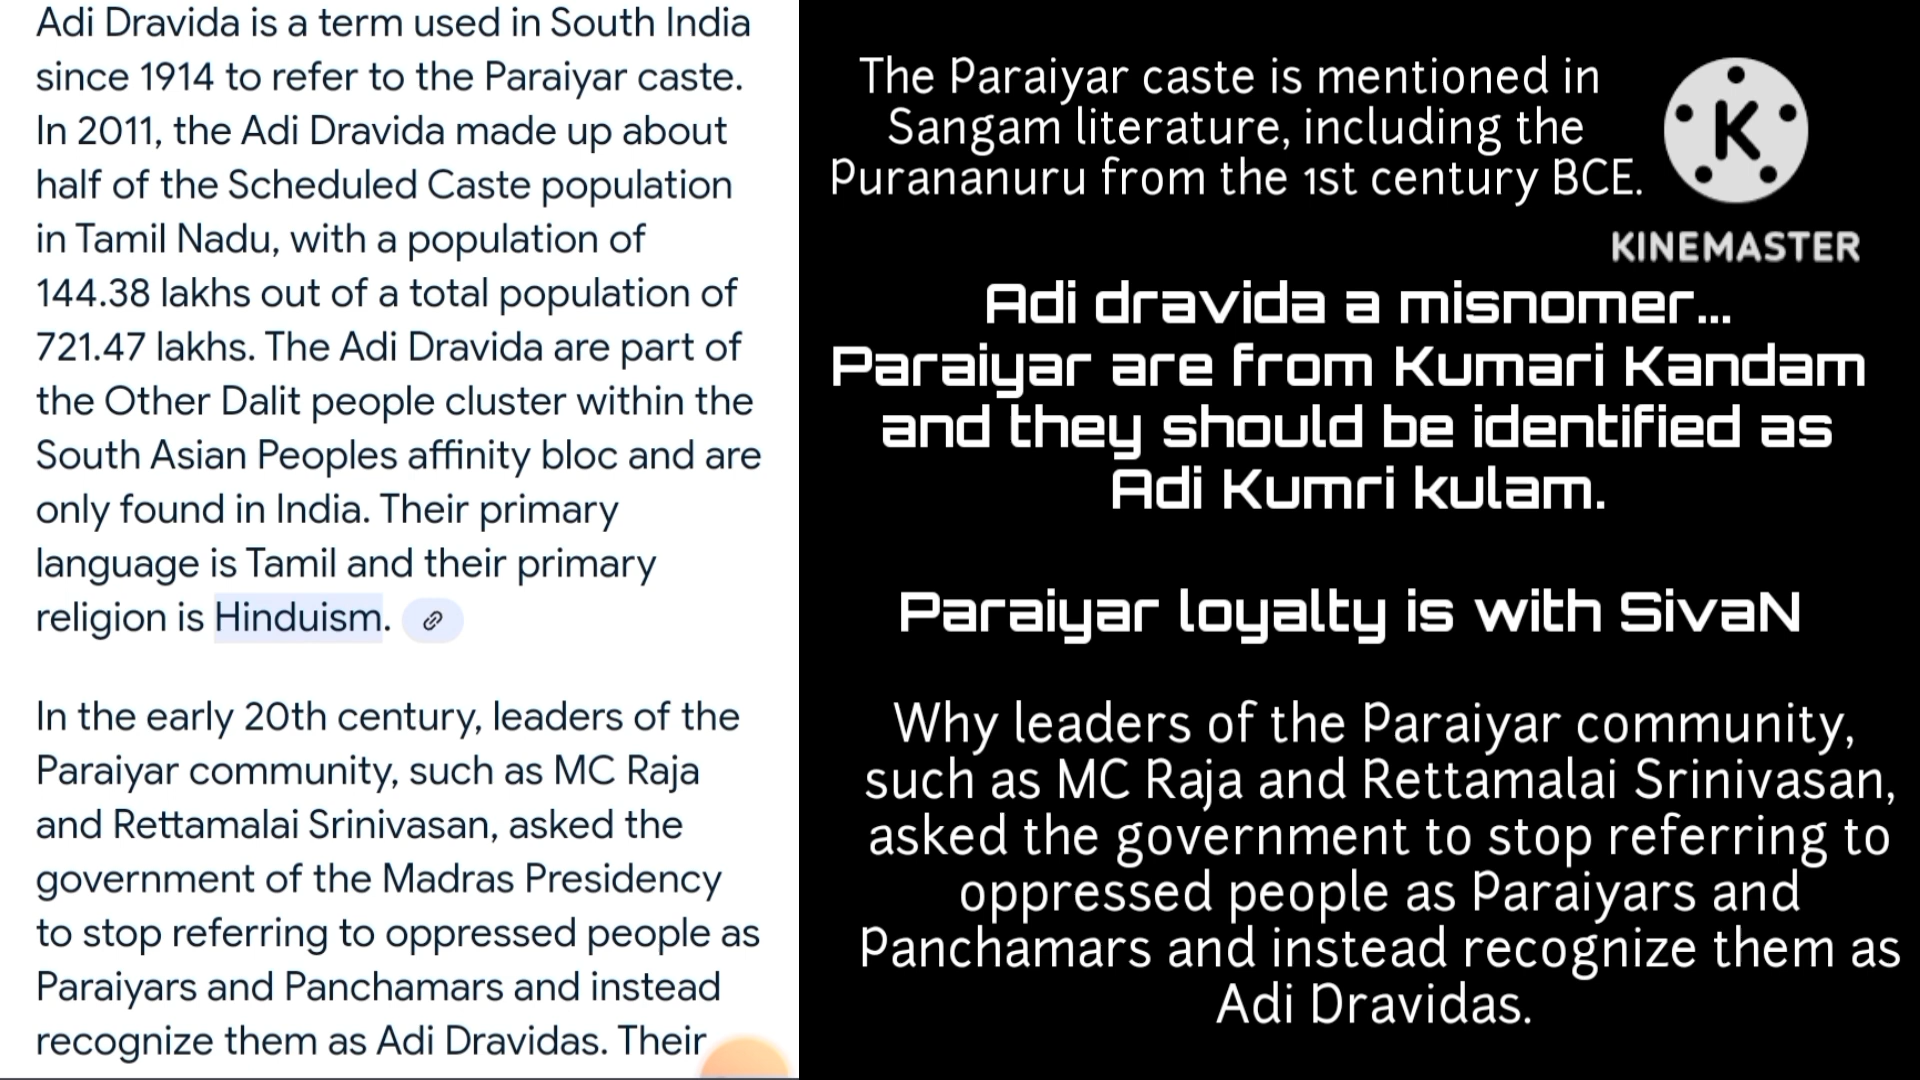 Adi Dravida is a term used in South India
since 1914 to refer to the Paraiyar caste.
In 2011, the Adi Dravida made up about
half of the Scheduled Caste population
in Tamil Nadu, with a population of
144.38 lakhs out of a total population of
721.47 lakhs. The Adi Dravida are part of
the Other Dalit people cluster within the
South Asian Peoples affinity bloc and are
only found in India. Their primary
language is Tamil and their primary
religion is Hinduism.
In the early 20th century, leaders of the
Paraiyar community, such as MC Raja
and Rettamalai Srinivasan, asked the
government of the Madras Presidency
to stop referring to oppressed people as
Paraiyars and Panchamars and instead
recognize them as Adi Dravidas. Their
The Paraiyar caste is mentioned in
Sangam literature, including the
Purananuru from the 1st century BCE.
K
KINEMASTER
Adi dravida a misnomer...
Paraiyar are from Kumari Kandam
and they should be identified as
Adi Kumri kulam.
Paraiyar loyalty is with SivaN
Why leaders of the Paraiyar community,
such as MC Raja and Rettamalai Srinivasan,
asked the government to stop referring to
oppressed people as Paraiyars and
Panchamars and instead recognize them as
Adi Dravidas.